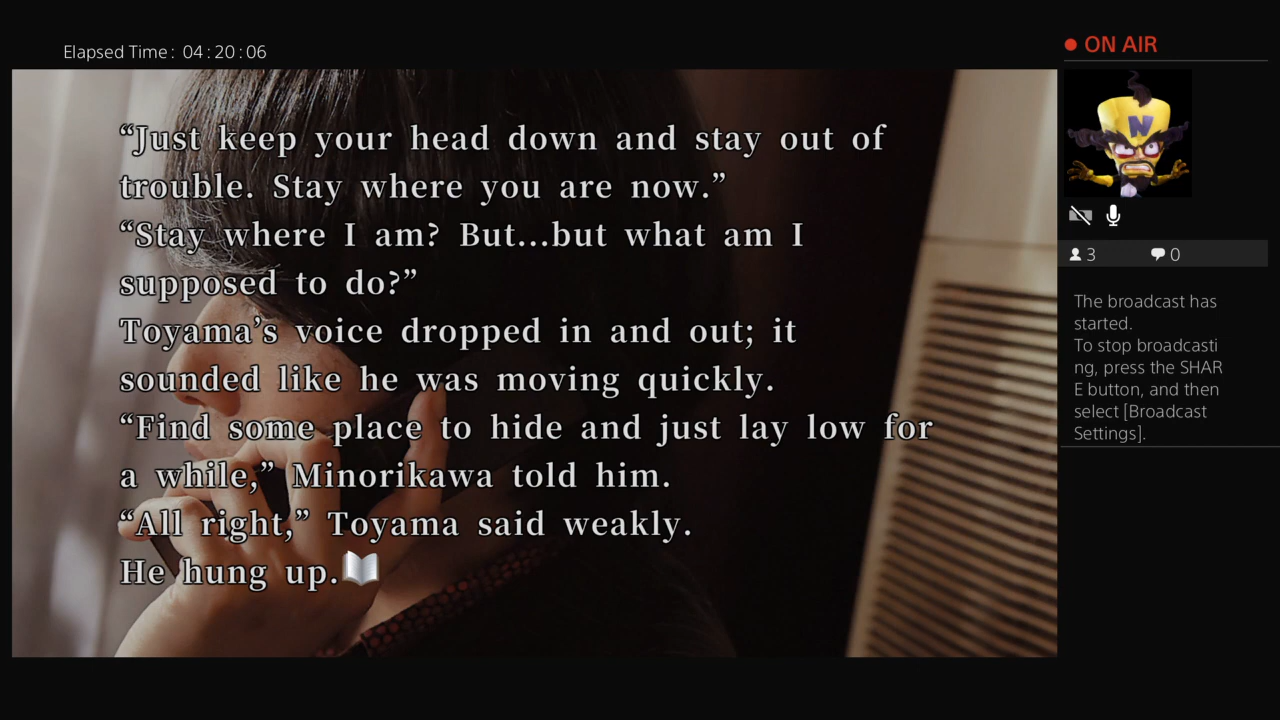 Elapsed Time: 04:20:06
ON AIR
“Just keep your head down and stay out of
trouble. Stay where you are now.”
“Stay where I am? But...but what am I
supposed to do?”
Toyama’s voice dropped in and out; it
sounded like he was moving quickly.
“Find some place to hide and just lay low for
a while,” Minorikawa told him.
“All right,” Toyama said weakly.
He hung up.
N
3
0
The broadcast has
started.
To stop broadcasti
ng, press the SHAR
E button, and then
select [Broadcast
Settings].